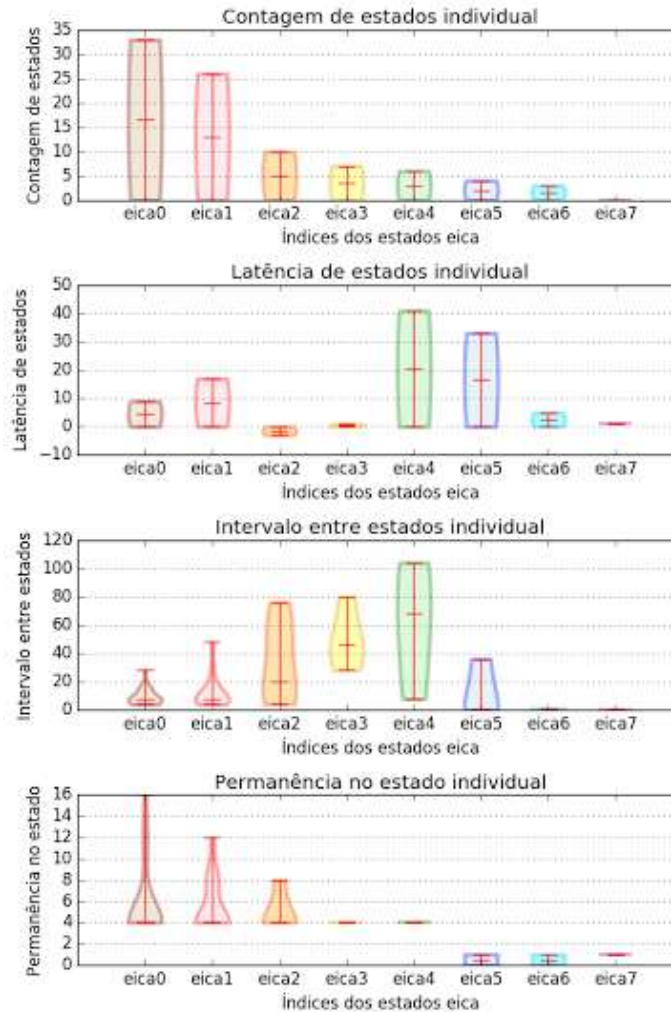 Contagem de estados individual
Contagem de estados
35
30
25
20
15
10
5
0
eica0 eica1 eica2 eica3 eica4 eica5 eica6 eica7
Índices dos estados eica
Latência de estados individual
Latência de estados
50
40
30
20
10
0
−10
eica0 eica1 eica2 eica3 eica4 eica5 eica6 eica7
Índices dos estados eica
Intervalo entre estados individual
Intervalo entre estados
120
100
80
60
40
20
0
eica0 eica1 eica2 eica3 eica4 eica5 eica6 eica7
Índices dos estados eica
Permanência no estado individual
Permanência no estado
16
14
12
10
8
6
4
2
0
eica0 eica1 eica2 eica3 eica4 eica5 eica6 eica7
Índices dos estados eica